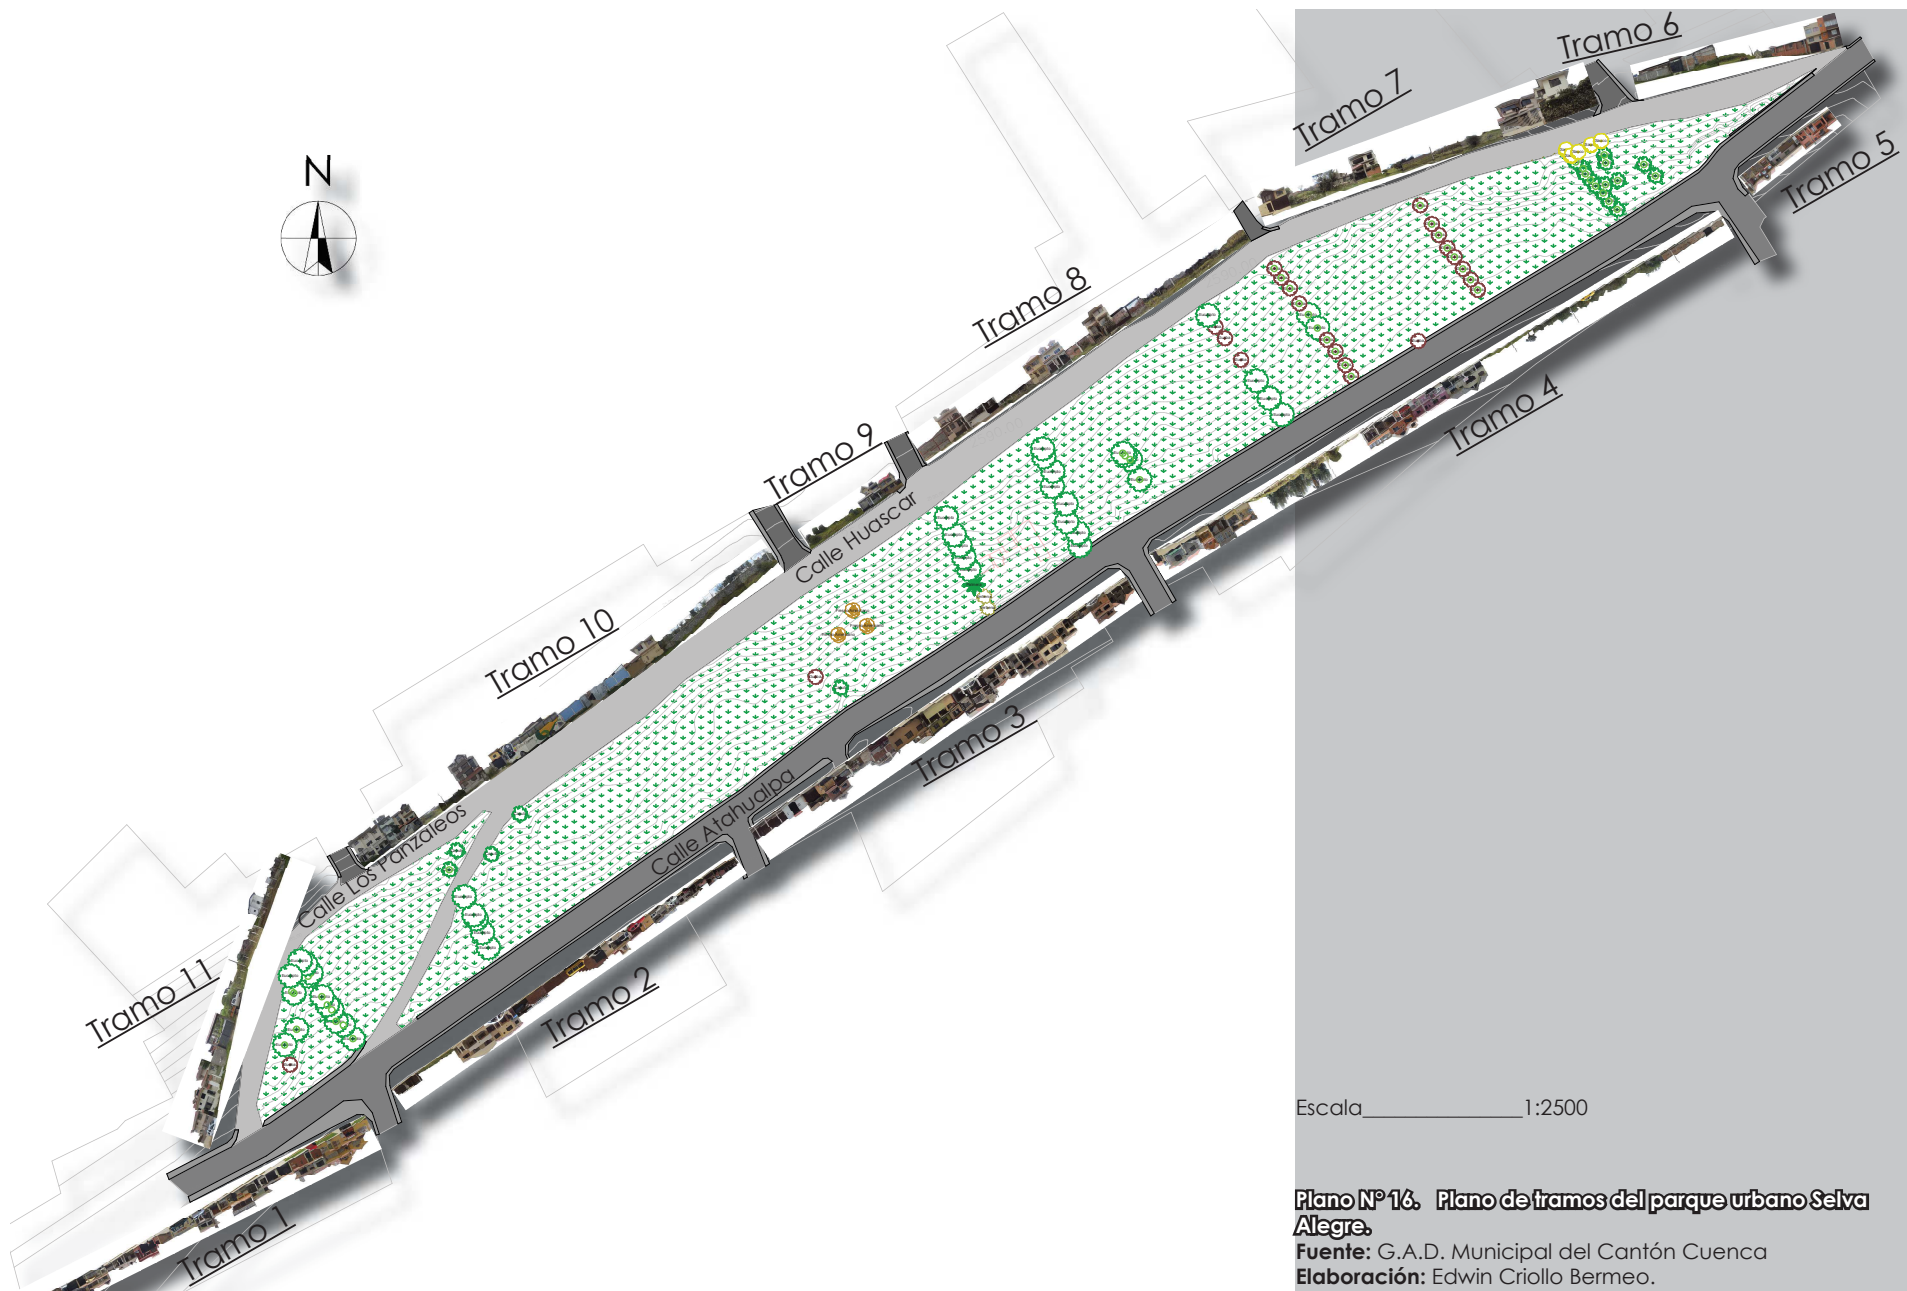 Tramo 6
Tramo 7
Tramo 5
N
Tramo 8
Tramo 4
Tramo 9
Calle Huascar
Tramo 10
Tramo 3
Calle Atahualpa
Calle Los Panzaleos
Tramo 11
Tramo 2
Tramo 1
Escala_______________1:2500
Plano N° 16. Plano de tramos del parque urbano Selva
Alegre.
Fuente: G.A.D. Municipal del Cantón Cuenca
Elaboración: Edwin Criollo Bermeo.